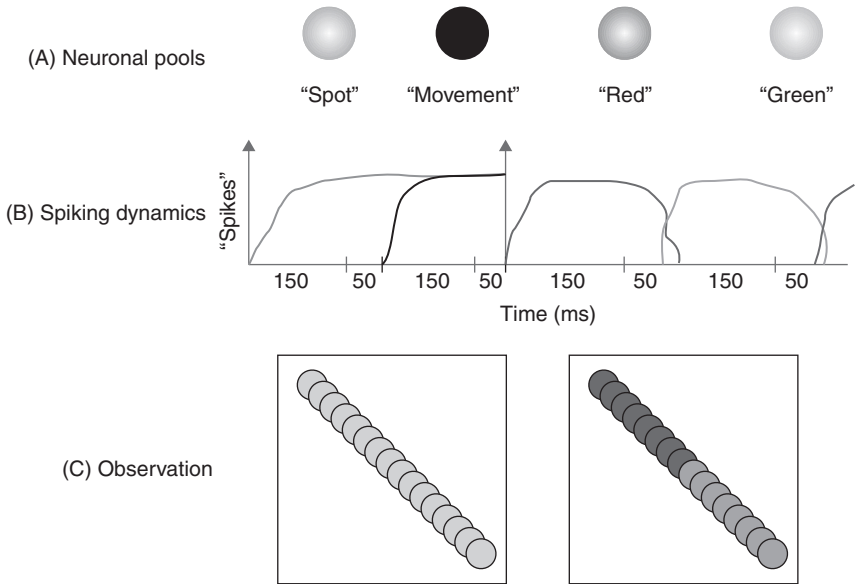 (A) Neuronal pools
“Spot” “Movement” “Red” “Green”
(B) Spiking dynamics
“Spikes”
150 50 150 50 150 50 150 50
Time (ms)
(C) Observation